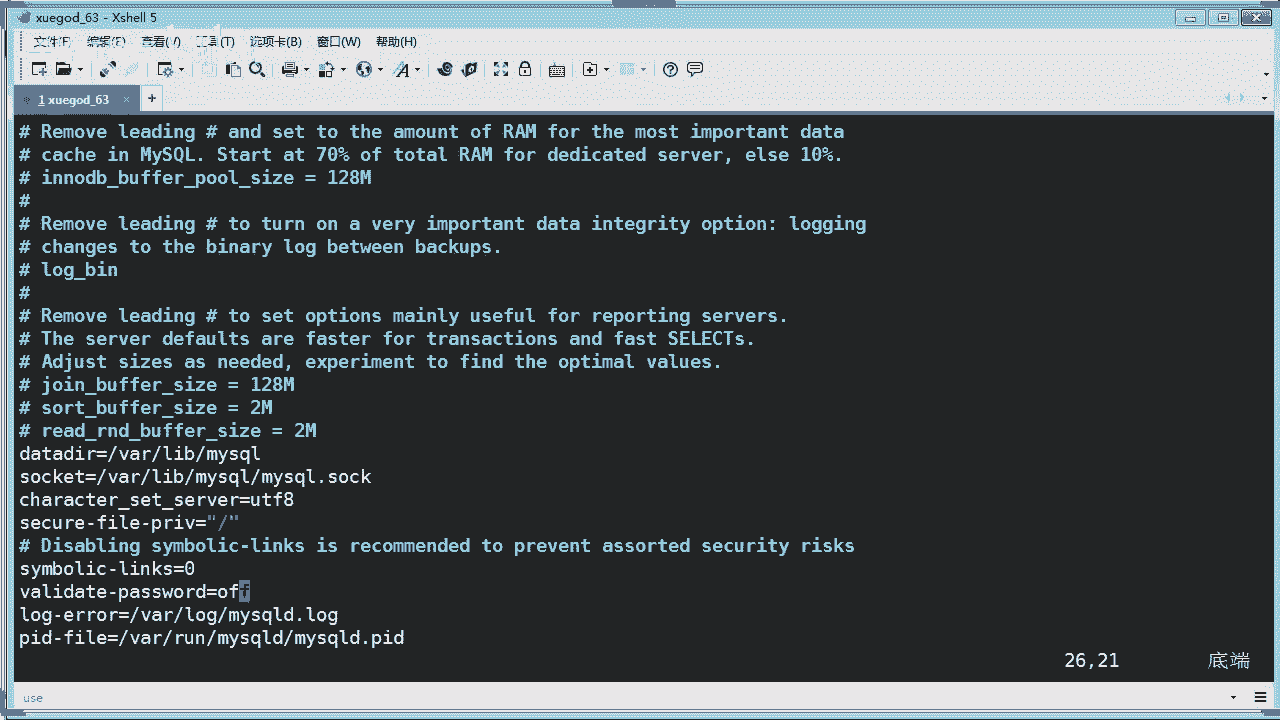 xuegod_63 - Xshell 5
文件(F) 编辑(E) 查看(V) 工具(T) 选项卡(B) 窗口(W) 帮助(H)
1 xuegod_63 × +
# Remove leading # and set to the amount of RAM for the most important data
# cache in MySQL. Start at 70% of total RAM for dedicated server, else 10%.
# innodb_buffer_pool_size = 128M
#
# Remove leading # to turn on a very important data integrity option: logging
# changes to the binary log between backups.
# log_bin
#
# Remove leading # to set options mainly useful for reporting servers.
# The server defaults are faster for transactions and fast SELECTs.
# Adjust sizes as needed, experiment to find the optimal values.
# join_buffer_size = 128M
# sort_buffer_size = 2M
# read_rnd_buffer_size = 2M
datadir=/var/lib/mysql
socket=/var/lib/mysql/mysql.sock
character_set_server=utf8
secure-file-priv="/"
# Disabling symbolic-links is recommended to prevent assorted security risks
symbolic-links=0
validate-password=off
log-error=/var/log/mysqld.log
pid-file=/var/run/mysqld/mysqld.pid
26,21 底端
use